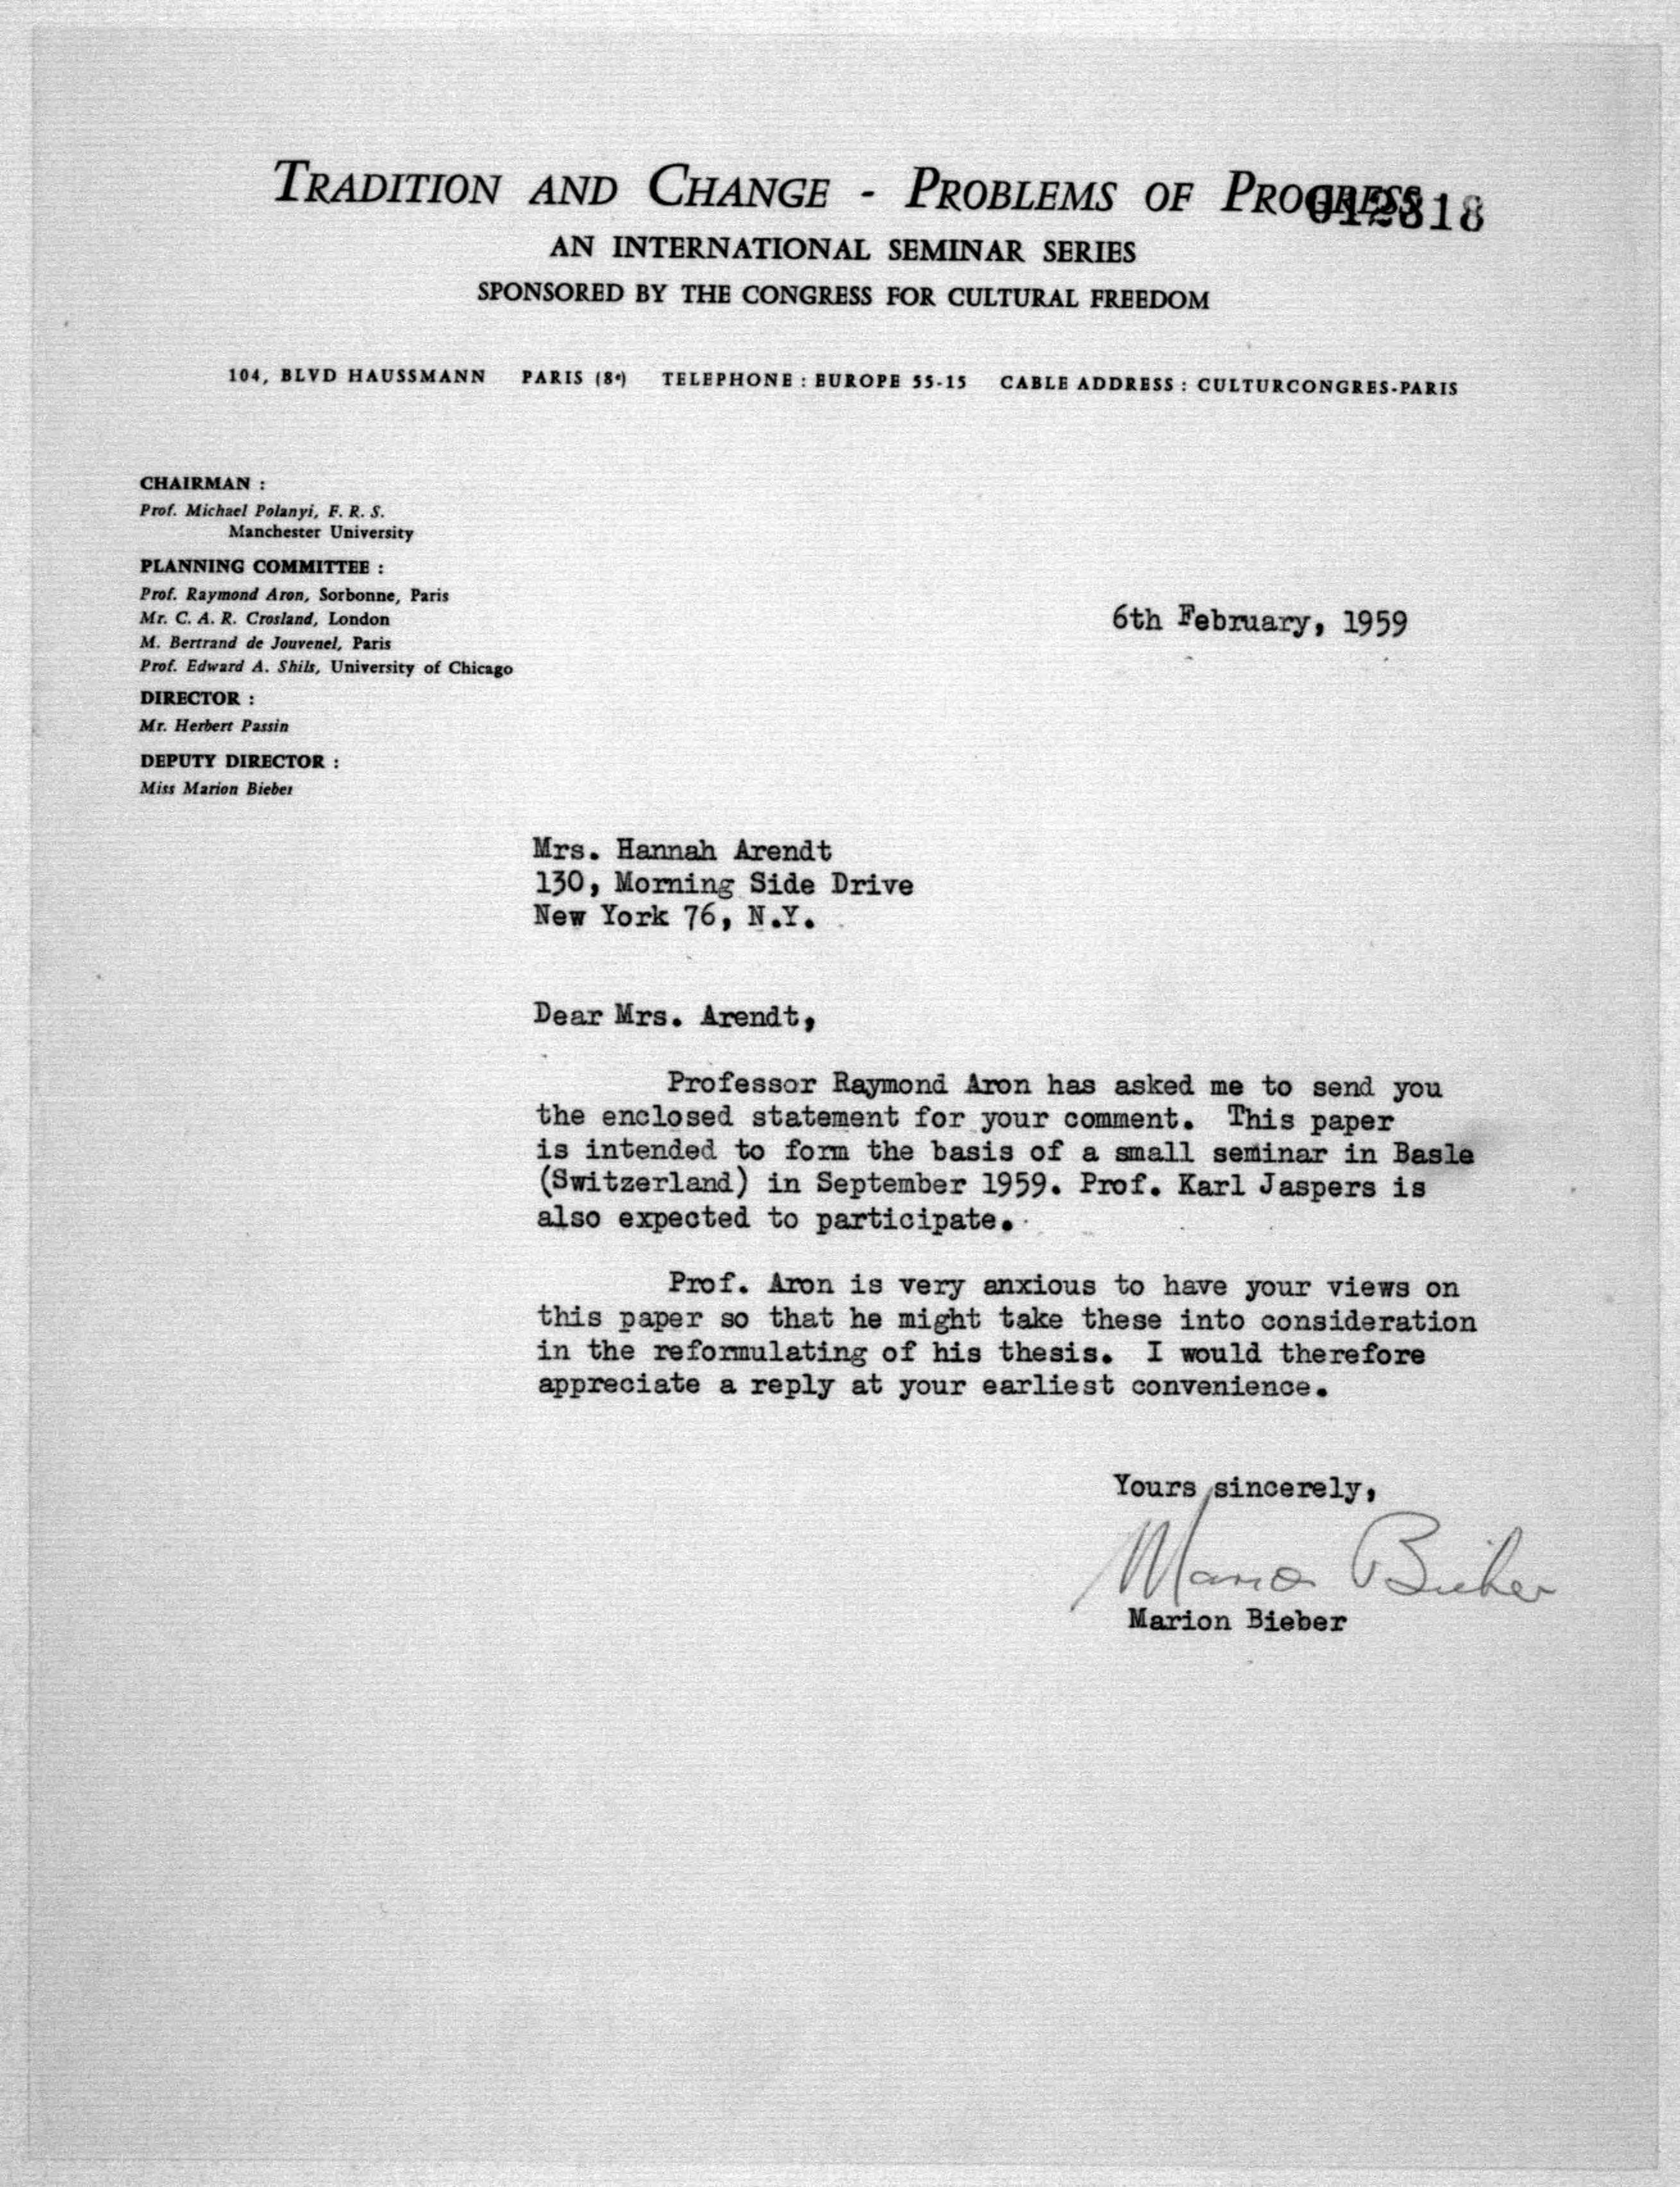 TRADITION AND CHANGE - PROBLEMS OF PROGRESS
012318
AN INTERNATIONAL SEMINAR SERIES
SPONSORED BY THE CONGRESS FOR CULTURAL FREEDOM
104, BLVD HAUSSMANN PARIS (8e) TELEPHONE : EUROPE 55-15 CABLE ADDRESS : CULTURCONGRES-PARIS
CHAIRMAN :
Prof. Michael Polanyi, F. R. S.
Manchester University
PLANNING COMMITTEE :
Prof. Raymond Aron, Sorbonne, Paris
Mr. C. A. R. Crosland, London
M. Bertrand de Jouvenel, Paris
Prof. Edward A. Shils, University of Chicago
DIRECTOR :
Mr. Herbert Passin
DEPUTY DIRECTOR :
Miss Marion Bieber
6th February, 1959
Mrs. Hannah Arendt
130, Morning Side Drive
New York 76, N.Y.
Dear Mrs. Arendt,
Professor Raymond Aron has asked me to send you
the enclosed statement for your comment. This paper
is intended to form the basis of a small seminar in Basle
(Switzerland) in September 1959. Prof. Karl Jaspers is
also expected to participate.
Prof. Aron is very anxious to have your views on
this paper so that he might take these into consideration
in the reformulating of his thesis. I would therefore
appreciate a reply at your earliest convenience.
Yours sincerely,
Marion Bieber
Marion Bieber